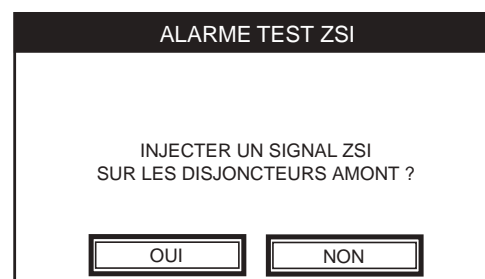 ALARME TEST ZSI
INJECTER UN SIGNAL ZSI
SUR LES DISJONCTEURS AMONT ?
OUI NON